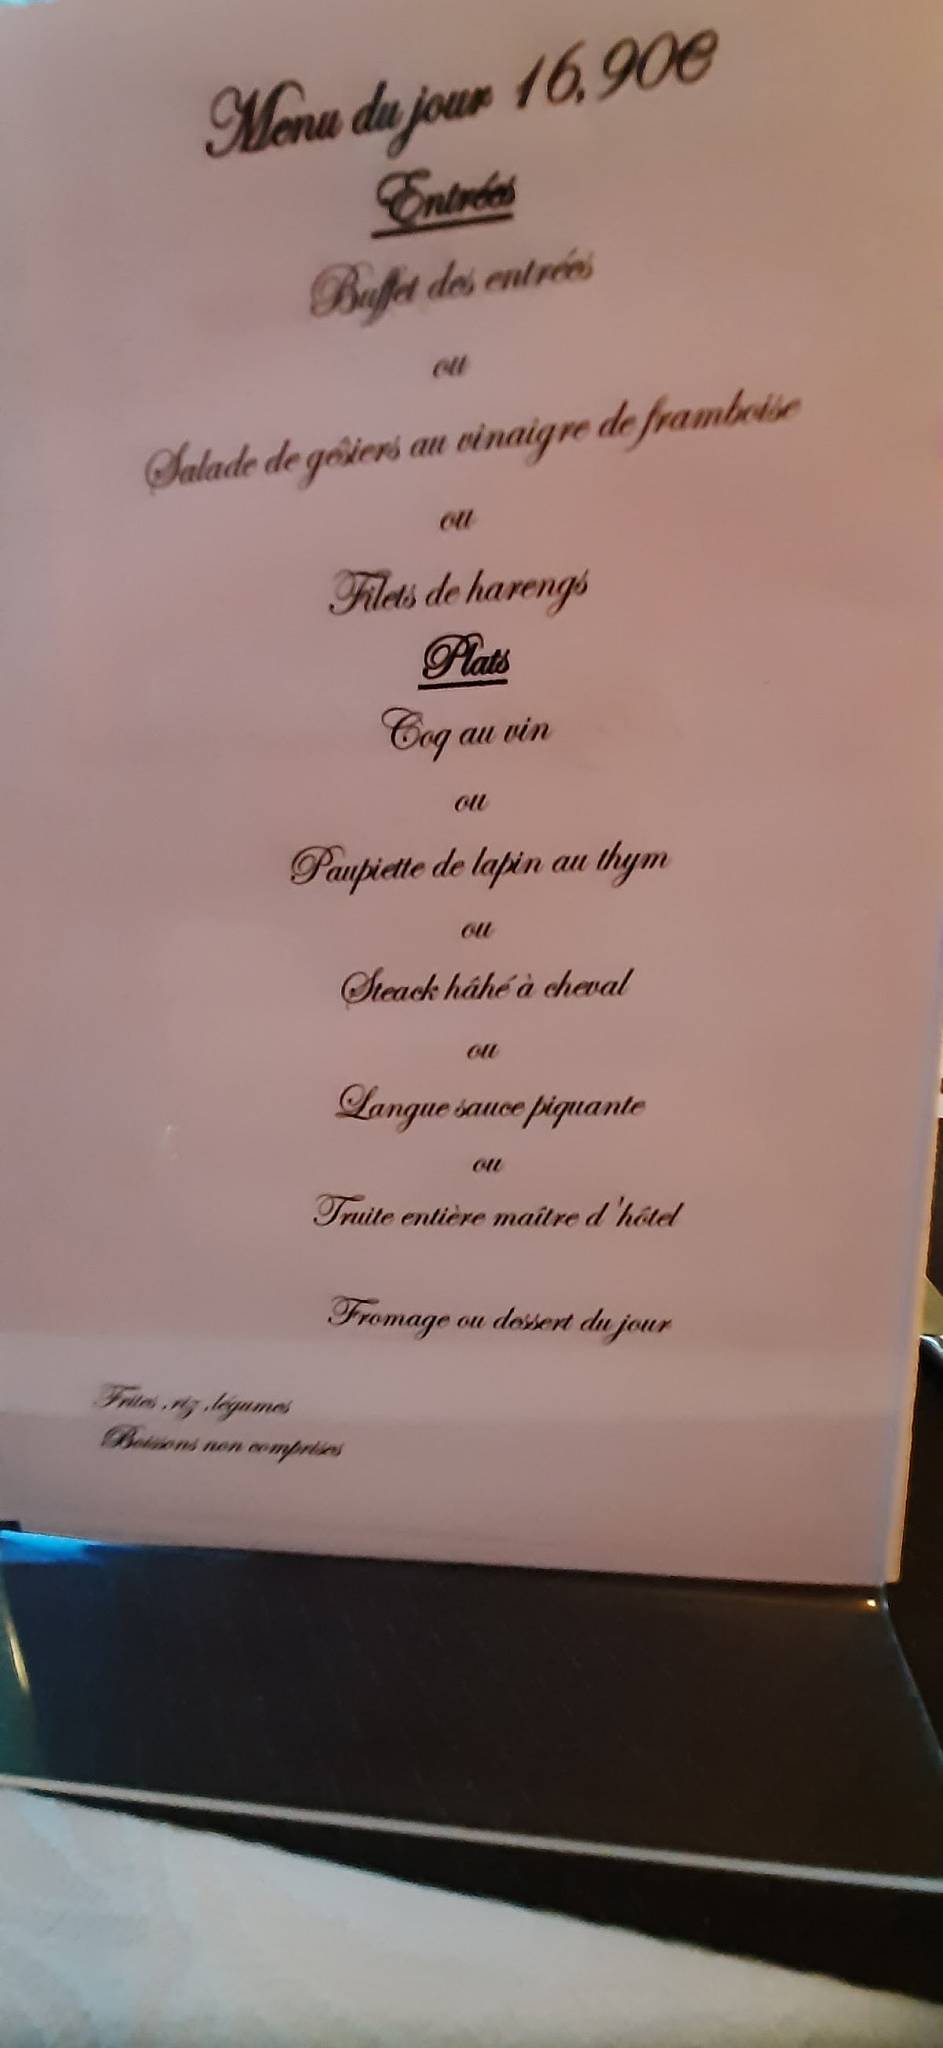 Menu du jour 16,90€
Entrées
Buffet des entrées
ou
Salade de gêsiers au vinaigre de framboise
ou
Filets de harengs
Plats
Coq au vin
ou
Paupiette de lapin au thym
ou
Steack hâhé à cheval
ou
Langue sauce piquante
ou
Truite entière maître d'hôtel
Fromage ou dessert du jour
Frites ,riz ,légumes
Boissons non comprises